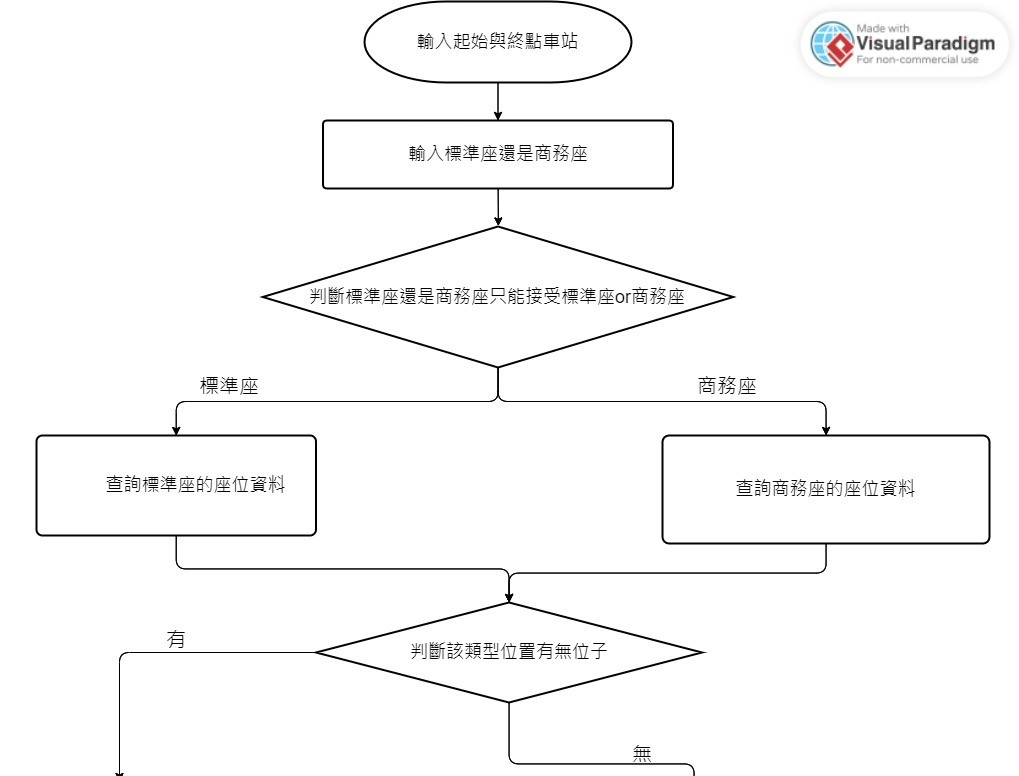 輸入起始與終點車站
Made with
VisualParadigm
For non-commercial use
輸入標準座還是商務座
判斷標準座還是商務座只能接受標準座or商務座
標準座
商務座
查詢標準座的座位資料
查詢商務座的座位資料
有
判斷該類型位置有無位子
無